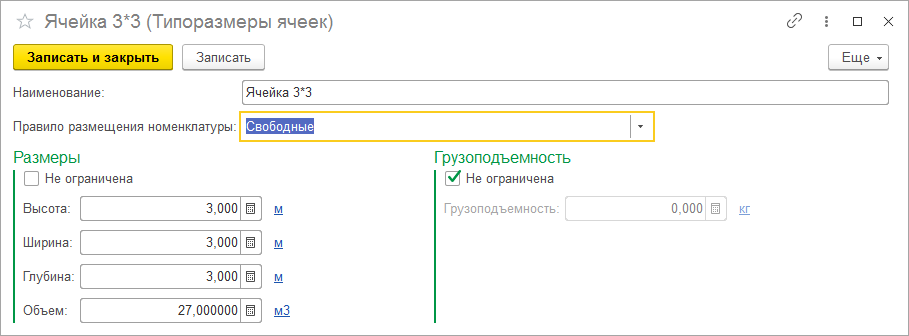 Ячейка 3*3 (Типоразмеры ячеек)
Записать и закрыть Записать Еще
Наименование: Ячейка 3*3
Правило размещения номенклатуры: Свободные
Размеры Грузоподъемность
Не ограничена Не ограничена
Высота: 3,000 м Грузоподъемность: 0,000 кг
Ширина: 3,000 м
Глубина: 3,000 м
Объем: 27,000000 м3